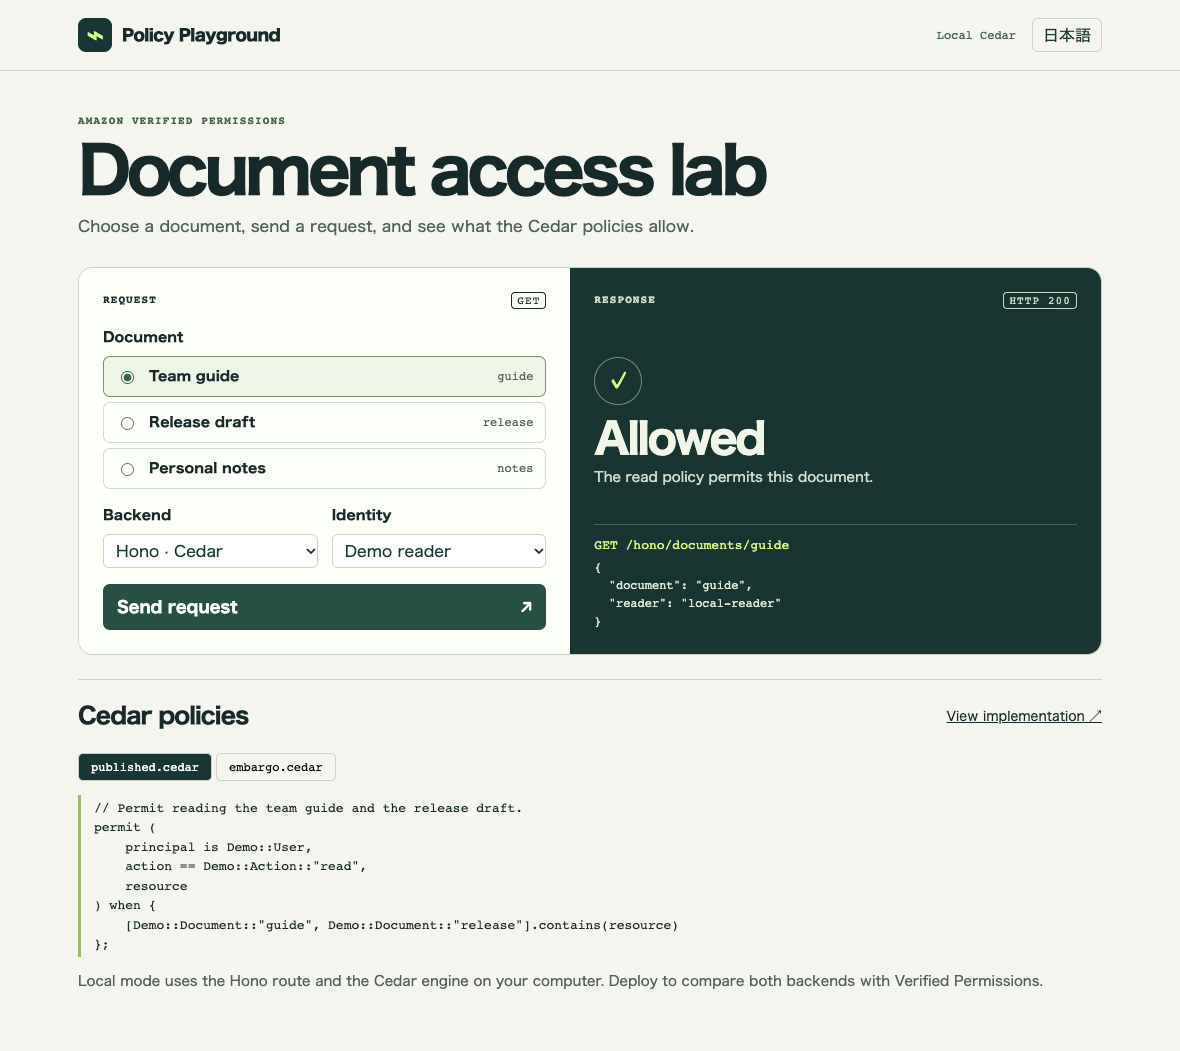 Policy Playground
Local Cedar
日本語
AMAZON VERIFIED PERMISSIONS
Document access lab
Choose a document, send a request, and see what the Cedar policies allow.
REQUEST
GET
Document
Team guide
guide
Release draft
release
Personal notes
notes
Backend
Identity
Hono · Cedar
Demo reader
Send request ↗
RESPONSE
HTTP 200
✓
Allowed
The read policy permits this document.
GET /hono/documents/guide
{
  "document": "guide",
  "reader": "local-reader"
}
Cedar policies
View implementation ↗
published.cedar
embargo.cedar
// Permit reading the team guide and the release draft.
permit (
    principal is Demo::User,
    action == Demo::Action::"read",
    resource
) when {
    [Demo::Document::"guide", Demo::Document::"release"].contains(resource)
};
Local mode uses the Hono route and the Cedar engine on your computer. Deploy to compare both backends with Verified Permissions.